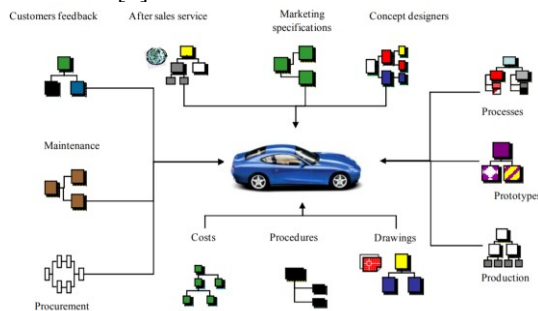 Customers feedback
After sales service
Marketing
specifications
Concept designers
Processes
Maintenance
Prototypes
Costs
Procedures
Drawings
Production
Procurement